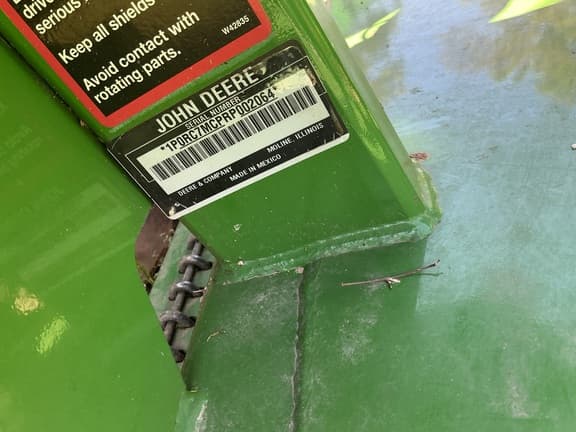 serious
Keep all shields
Avoid contact with
rotating parts.
W42835
JOHN DEERE
SERIAL NUMBER
*1P0RC7MCPRP002064
DEERE & COMPANY MOLINE, ILLINOIS
MADE IN MEXICO